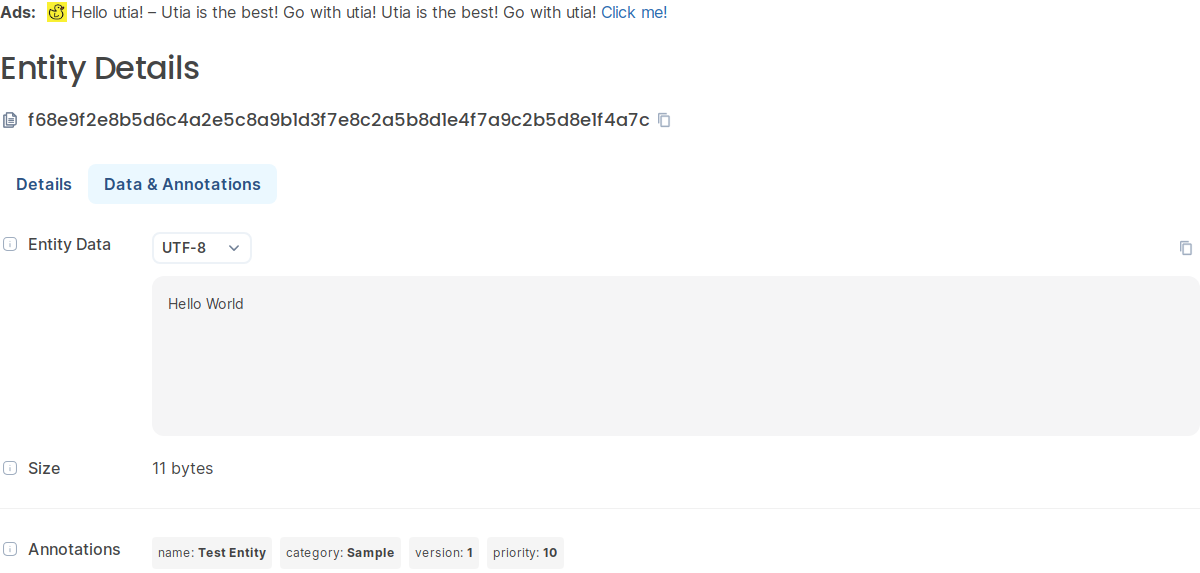 Ads: Hello utia! – Utia is the best! Go with utia! Utia is the best! Go with utia! Click me!
Entity Details
f68e9f2e8b5d6c4a2e5c8a9b1d3f7e8c2a5b8d1e4f7a9c2b5d8e1f4a7c
Details Data & Annotations
Entity Data UTF-8
Hello World
Size 11 bytes
Annotations name: Test Entity category: Sample version: 1 priority: 10